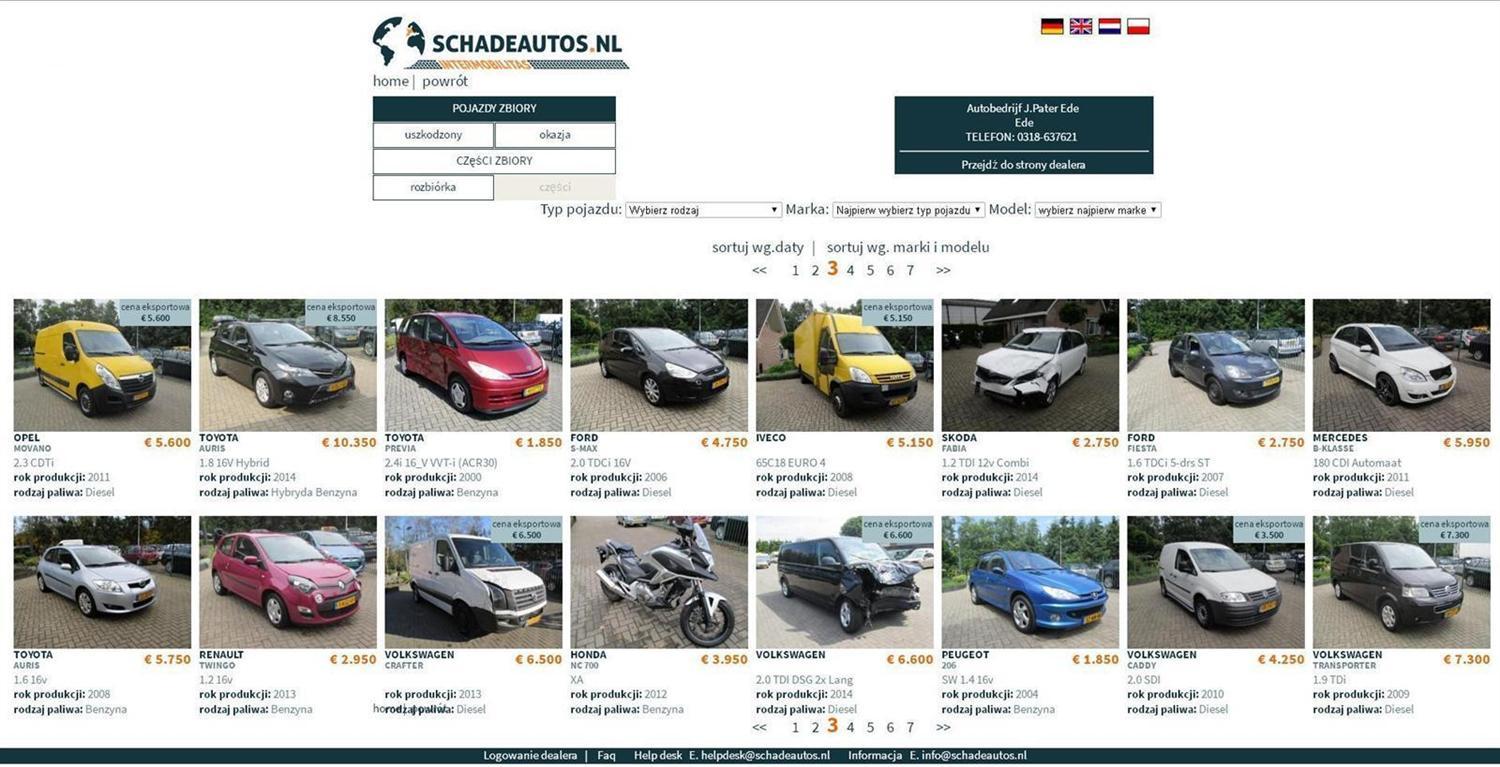 SCHADEAUTOS.NL
INTERMOBILITAS
home | powrót
POJAZDY ZBIORY
uszkodzony okazja
CZĘŚCI ZBIORY
rozbiórka części
Autobedrijf J.Pater Ede
Ede
TELEFON: 0318-637621
Przejdź do strony dealera
Typ pojazdu: Wybierz rodzaj Marka: Najpierw wybierz typ pojazdu Model: wybierz najpierw marke
sortuj wg.daty | sortuj wg. marki i modelu
<< 1 2 3 4 5 6 7 >>
cena eksportowa
€ 5.600
OPEL € 5.600
MOVANO
2.3 CDTi
rok produkcji: 2011
rodzaj paliwa: Diesel
cena eksportowa
€ 8.550
TOYOTA € 10.350
AURIS
1.8 16V Hybrid
rok produkcji: 2014
rodzaj paliwa: Hybryda Benzyna
TOYOTA € 1.850
PREVIA
2.4i 16_V VVT-i (ACR30)
rok produkcji: 2000
rodzaj paliwa: Benzyna
FORD € 4.750
S-MAX
2.0 TDCi 16V
rok produkcji: 2006
rodzaj paliwa: Diesel
cena eksportowa
€ 5.150
IVECO € 5.150
65C18 EURO 4
rok produkcji: 2008
rodzaj paliwa: Diesel
SKODA € 2.750
FABIA
1.2 TDI 12v Combi
rok produkcji: 2014
rodzaj paliwa: Diesel
FORD € 2.750
FIESTA
1.6 TDCi 5-drs ST
rok produkcji: 2007
rodzaj paliwa: Diesel
MERCEDES € 5.950
B-KLASSE
180 CDI Automaat
rok produkcji: 2011
rodzaj paliwa: Diesel
TOYOTA € 5.750
AURIS
1.6 16v
rok produkcji: 2008
rodzaj paliwa: Benzyna
RENAULT € 2.950
TWINGO
1.2 16v
rok produkcji: 2013
rodzaj paliwa: Benzyna
cena eksportowa
€ 6.500
VOLKSWAGEN € 6.500
CRAFTER
rok produkcji: 2013
rodzaj paliwa: Diesel
HONDA € 3.950
NC 700
XA
rok produkcji: 2012
rodzaj paliwa: Benzyna
cena eksportowa
€ 6.600
VOLKSWAGEN € 6.600
2.0 TDI DSG 2x Lang
rok produkcji: 2014
rodzaj paliwa: Diesel
PEUGEOT € 1.850
206
SW 1.4 16v
rok produkcji: 2004
rodzaj paliwa: Benzyna
cena eksportowa
€ 3.500
VOLKSWAGEN € 4.250
CADDY
2.0 SDI
rok produkcji: 2010
rodzaj paliwa: Diesel
cena eksportowa
€ 7.300
VOLKSWAGEN € 7.300
TRANSPORTER
1.9 TDi
rok produkcji: 2009
rodzaj paliwa: Diesel
home | powrót
<< 1 2 3 4 5 6 7 >>
Logowanie dealera | Faq Help desk E. helpdesk@schadeautos.nl Informacja E. info@schadeautos.nl